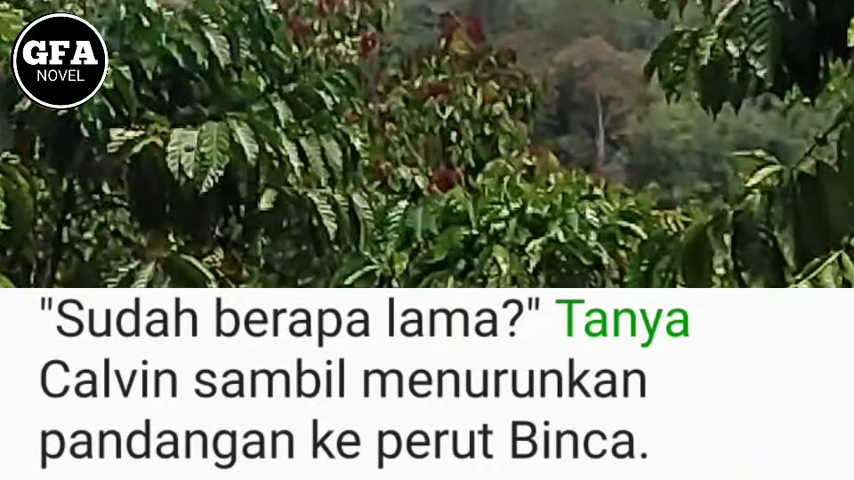 GFA
NOVEL
"Sudah berapa lama?" Tanya
Calvin sambil menurunkan
pandangan ke perut Binca.